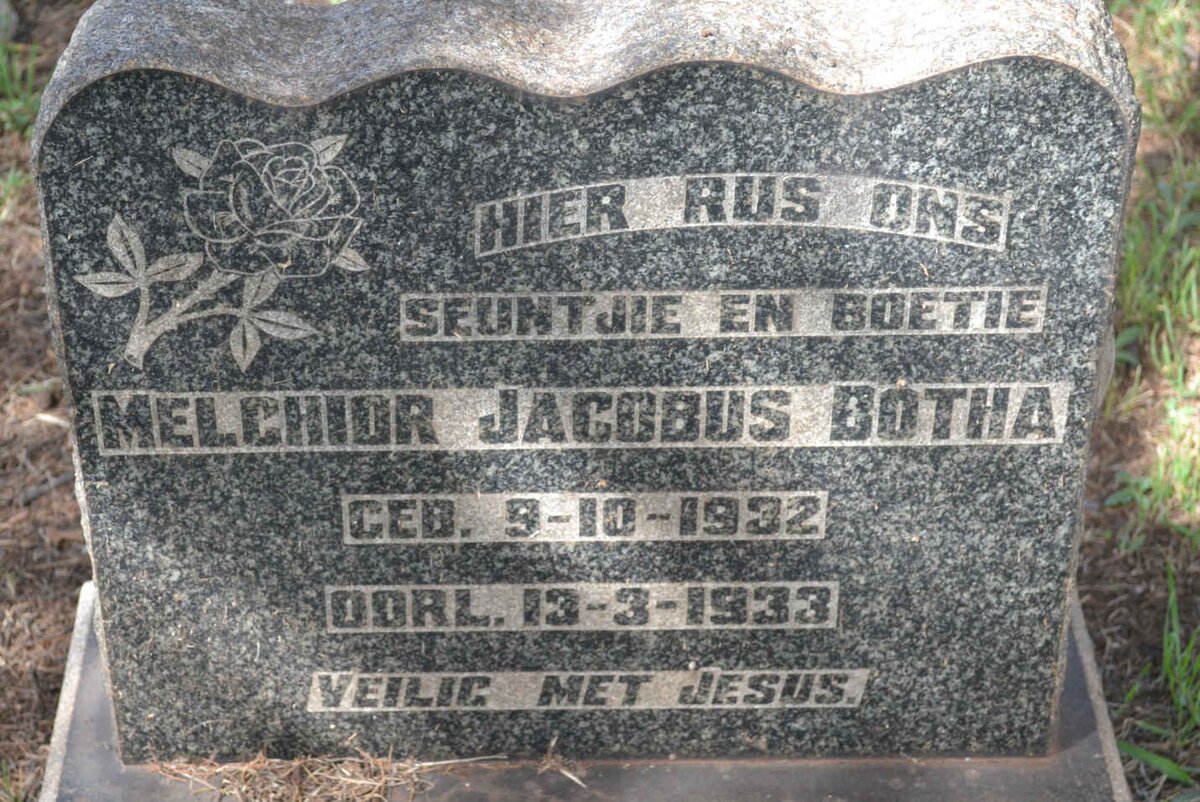 HIER RUS ONS
SEUNTJIE EN BOETIE
MELCHIOR JACOBUS BOTHA
GEB. 9-10-1932
OORL. 13-3-1933
VEILIG MET JESUS.